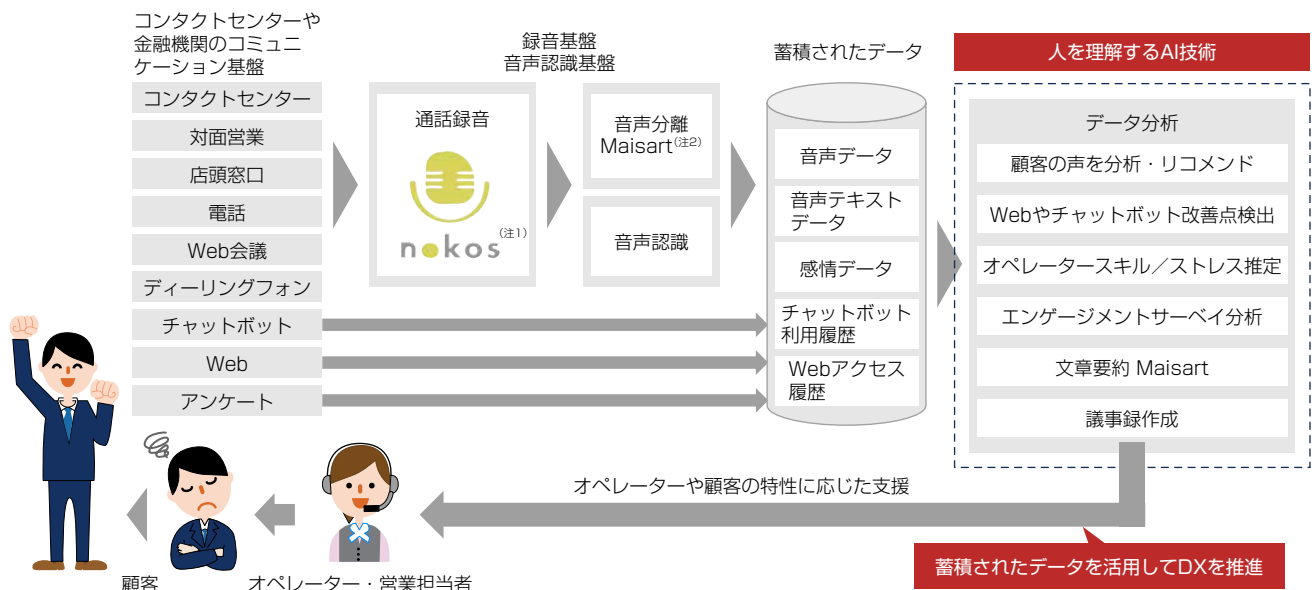 コンタクトセンターや
金融機関のコミュニ
ケーション基盤
コンタクトセンター
対面営業
店頭窓口
電話
Web会議
ディーリングフォン
チャットボット
Web
アンケート
録音基盤
音声認識基盤
通話録音
nokos(注1)
音声分離
Maisart(注2)
音声認識
蓄積されたデータ
音声データ
音声テキスト
データ
感情データ
チャットボット
利用履歴
Webアクセス
履歴
人を理解するAI技術
データ分析
顧客の声を分析・リコメンド
Webやチャットボット改善点検出
オペレータースキル／ストレス推定
エンゲージメントサーベイ分析
文章要約 Maisart
議事録作成
オペレーターや顧客の特性に応じた支援
蓄積されたデータを活用してDXを推進
顧客
オペレーター・営業担当者